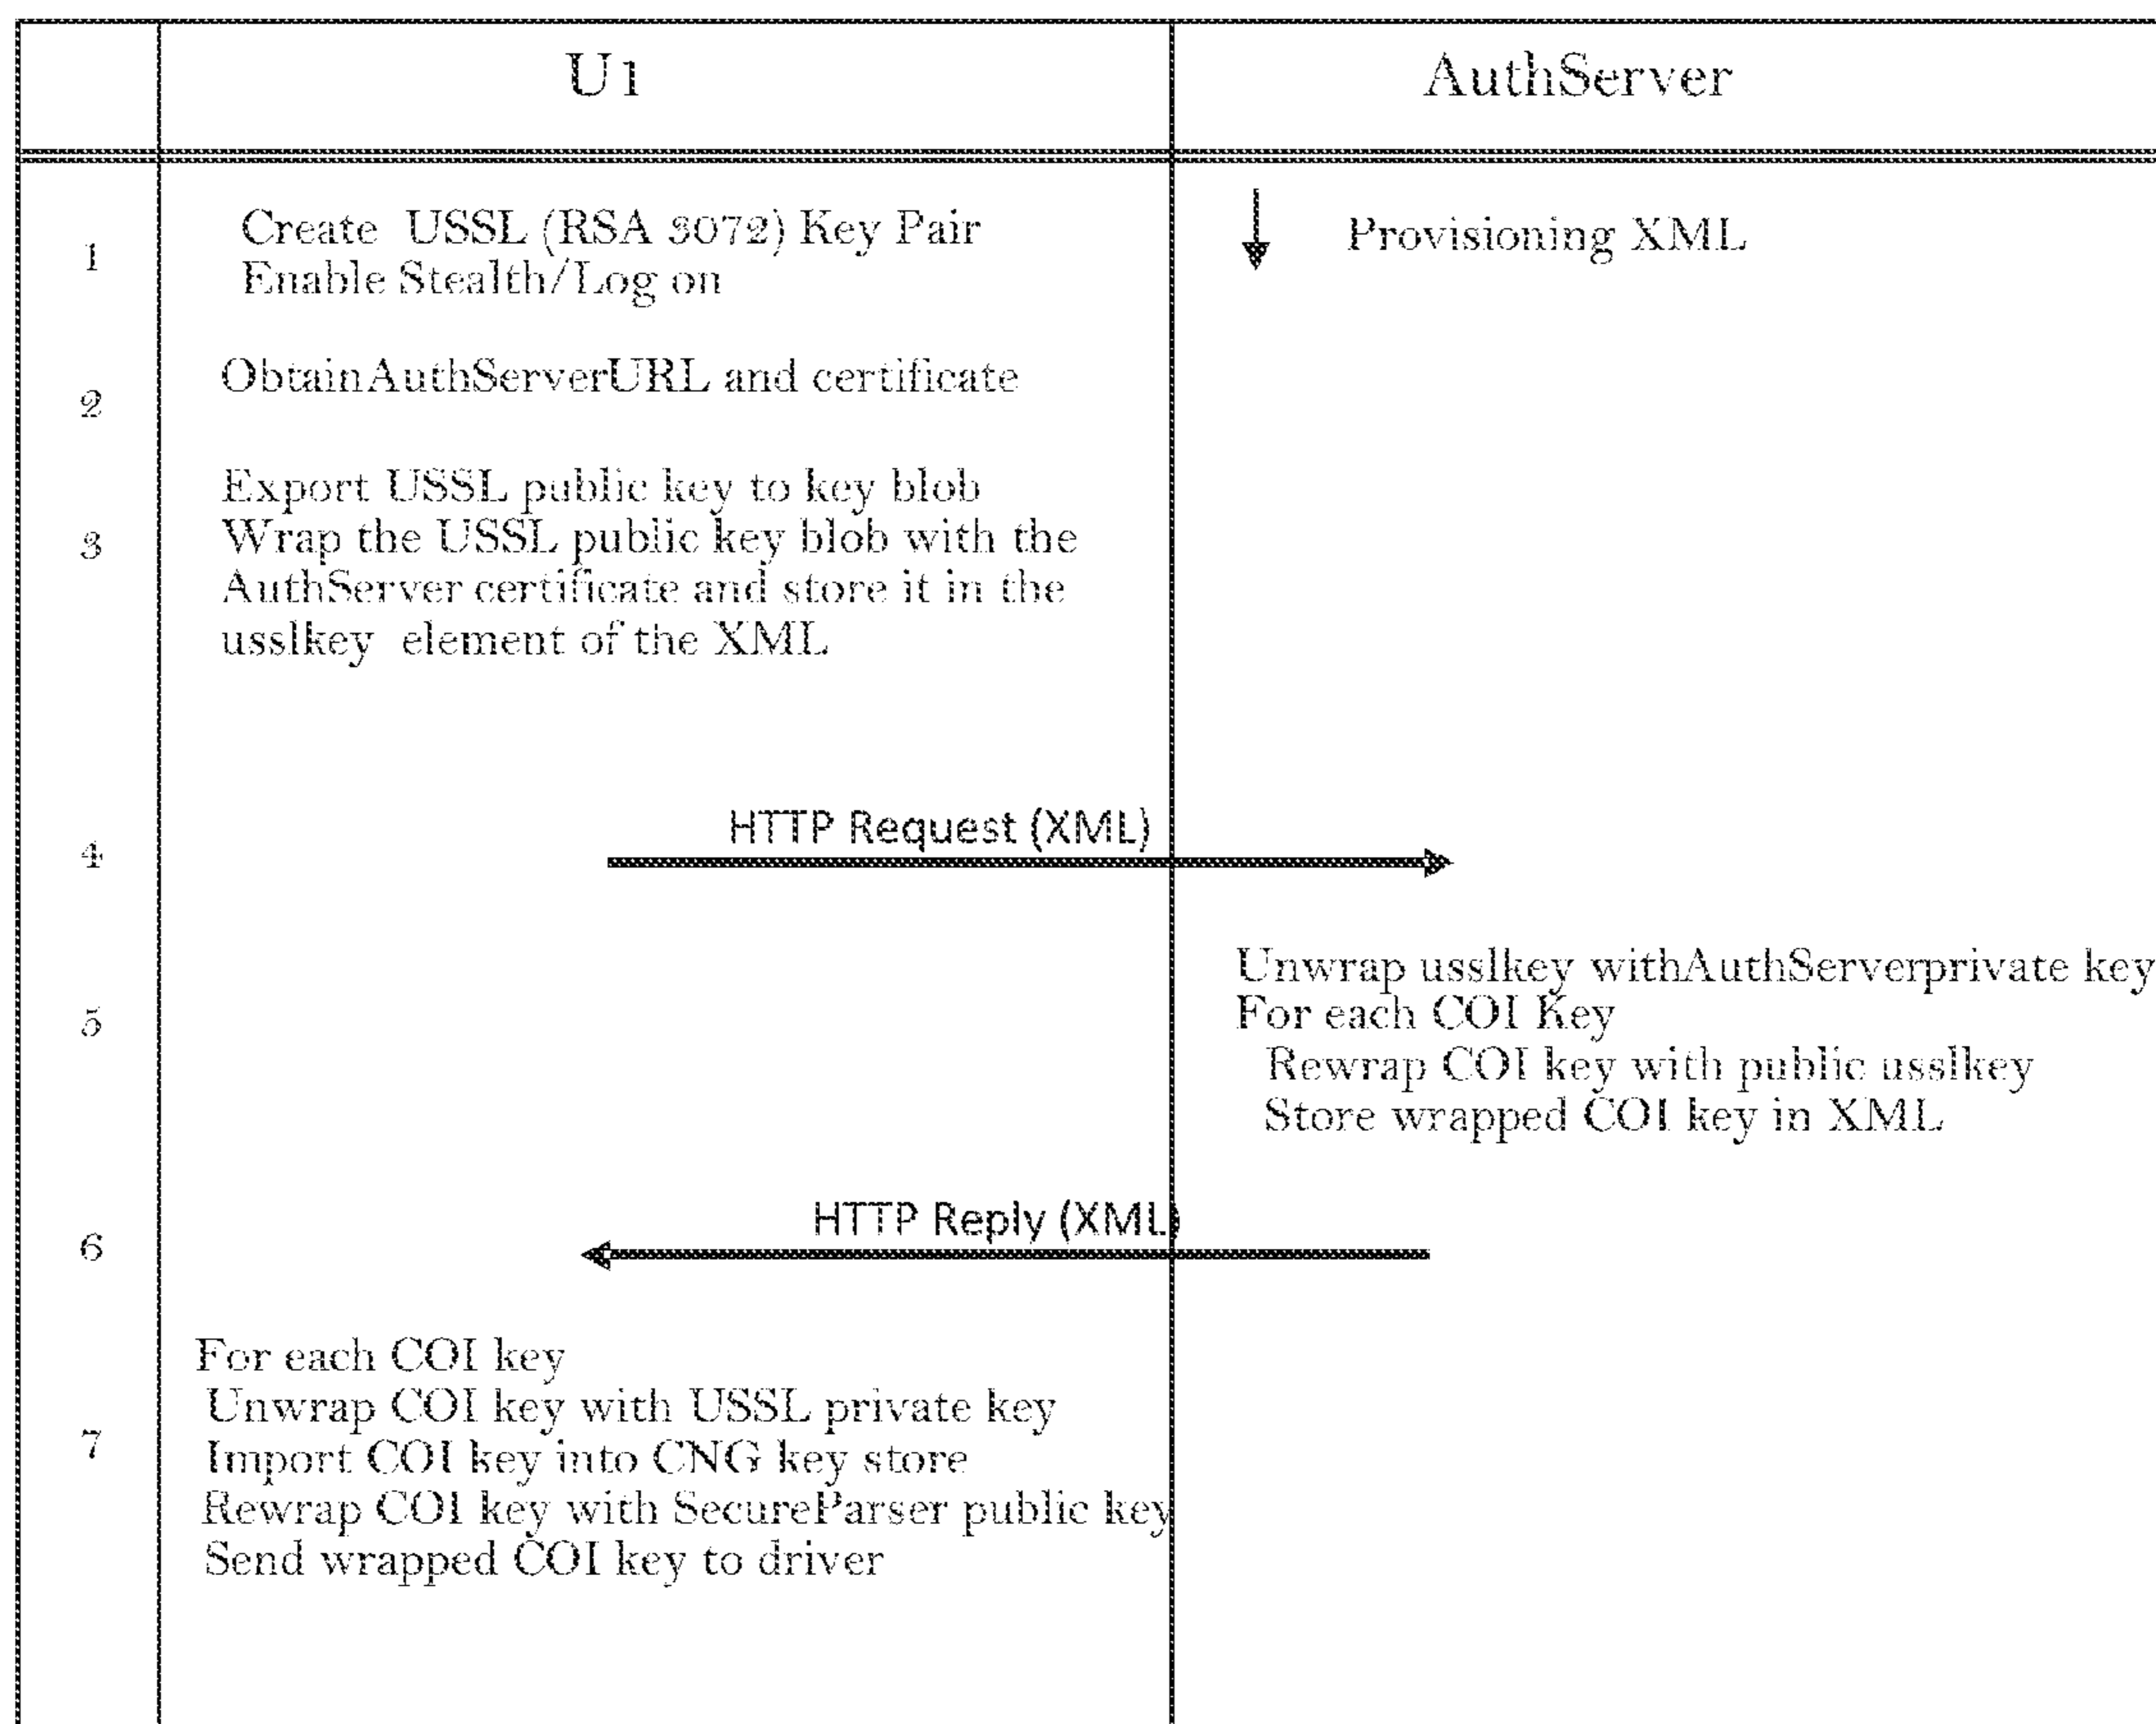 U1
AuthServer
1
Create USSL (RSA 3072) Key Pair
Enable Stealth/Log on
Provisioning XML
2
ObtainAuthServerURL and certificate
3
Export USSL public key to key blob
Wrap the USSL public key blob with the
AuthServer certificate and store it in the
usslkey element of the XML
4
HTTP Request (XML)
5
Unwrap usslkey withAuthServerprivate key
For each COI Key
Rewrap COI key with public usslkey
Store wrapped COI key in XML
6
HTTP Reply (XML)
7
For each COI key
Unwrap COI key with USSL private key
Import COI key into CNG key store
Rewrap COI key with SecureParser public key
Send wrapped COI key to driver